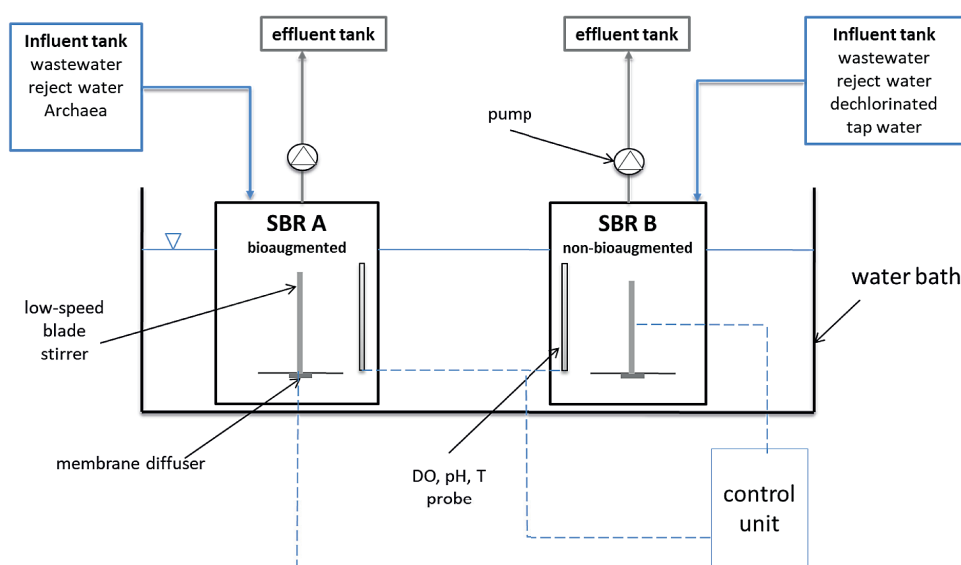 Influent tank
wastewater
reject water
Archaea
effluent tank
effluent tank
Influent tank
wastewater
reject water
dechlorinated
tap water
pump
SBR A
bioaugmented
SBR B
non-bioaugmented
low-speed
blade
stirrer
water bath
membrane diffuser
DO, pH, T
probe
control
unit